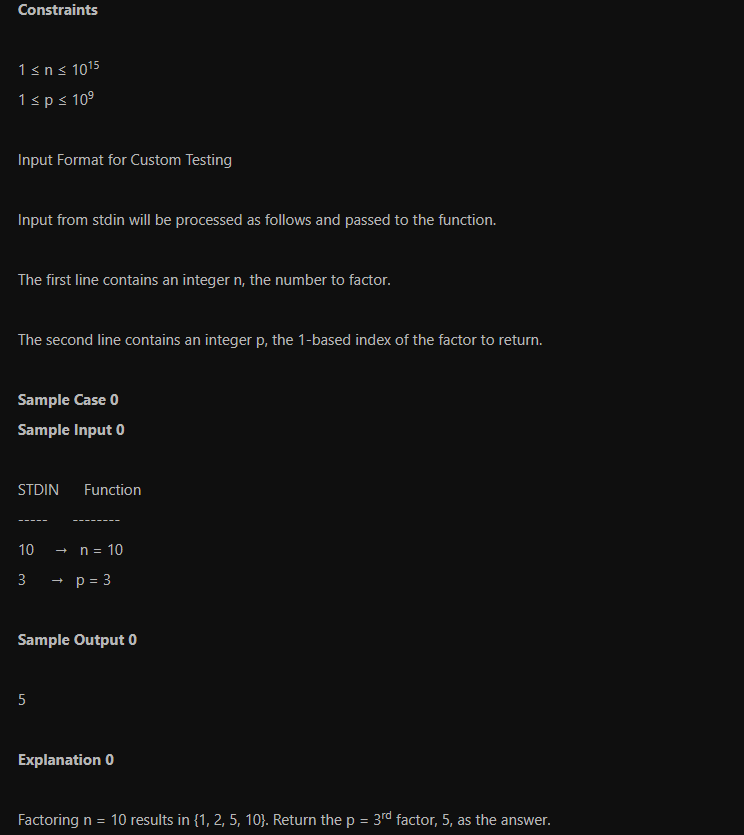 Constraints
1 ≤ n ≤ 10¹⁵
1 ≤ p ≤ 10⁹
Input Format for Custom Testing
Input from stdin will be processed as follows and passed to the function.
The first line contains an integer n, the number to factor.
The second line contains an integer p, the 1-based index of the factor to return.
Sample Case 0
Sample Input 0
STDIN Function
----- --------
10 → n = 10
3 → p = 3
Sample Output 0
5
Explanation 0
Factoring n = 10 results in {1, 2, 5, 10}. Return the p = 3ʳᵈ factor, 5, as the answer.